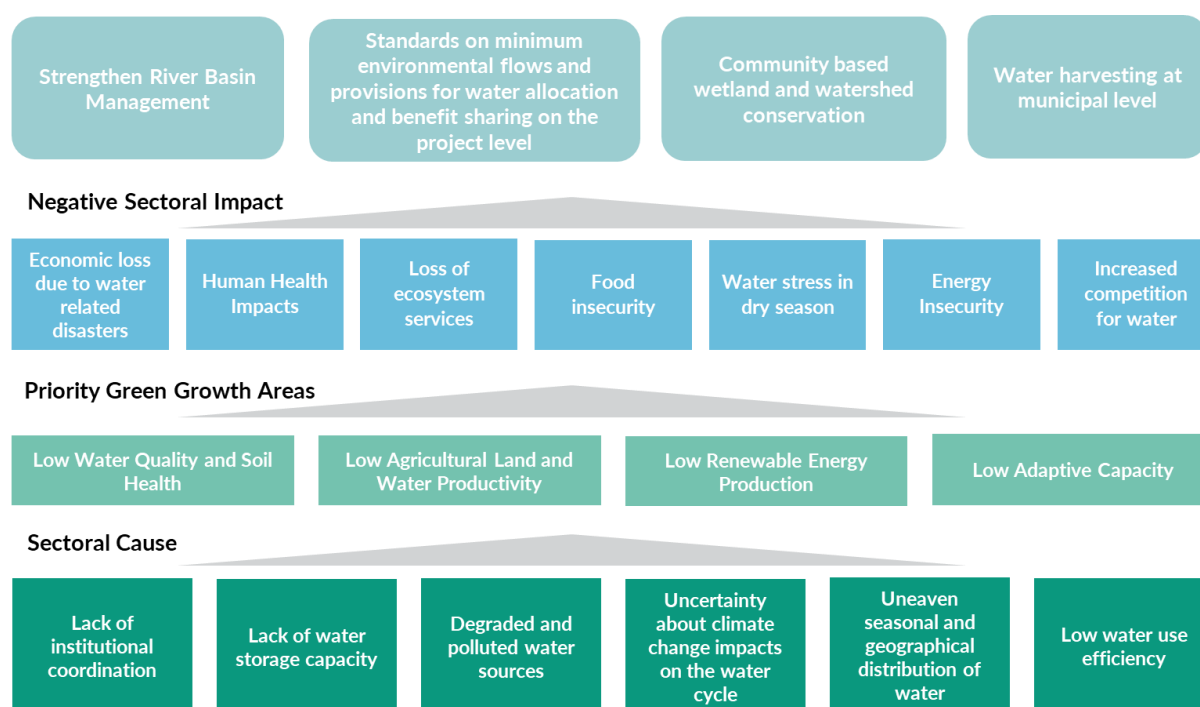 Strengthen River Basin
Management
Standards on minimum
environmental flows and
provisions for water allocation
and benefit sharing on the
project level
Community based
wetland and watershed
conservation
Water harvesting at
municipal level
Negative Sectoral Impact
Economic loss
due to water
related
disasters
Human Health
Impacts
Loss of
ecosystem
services
Food
insecurity
Water stress in
dry season
Energy
Insecurity
Increased
competition
for water
Priority Green Growth Areas
Low Water Quality and Soil
Health
Low Agricultural Land and
Water Productivity
Low Renewable Energy
Production
Low Adaptive Capacity
Sectoral Cause
Lack of
institutional
coordination
Lack of water
storage capacity
Degraded and
polluted water
sources
Uncertainty
about climate
change impacts
on the water
cycle
Uneaven
seasonal and
geographical
distribution of
water
Low water use
efficiency